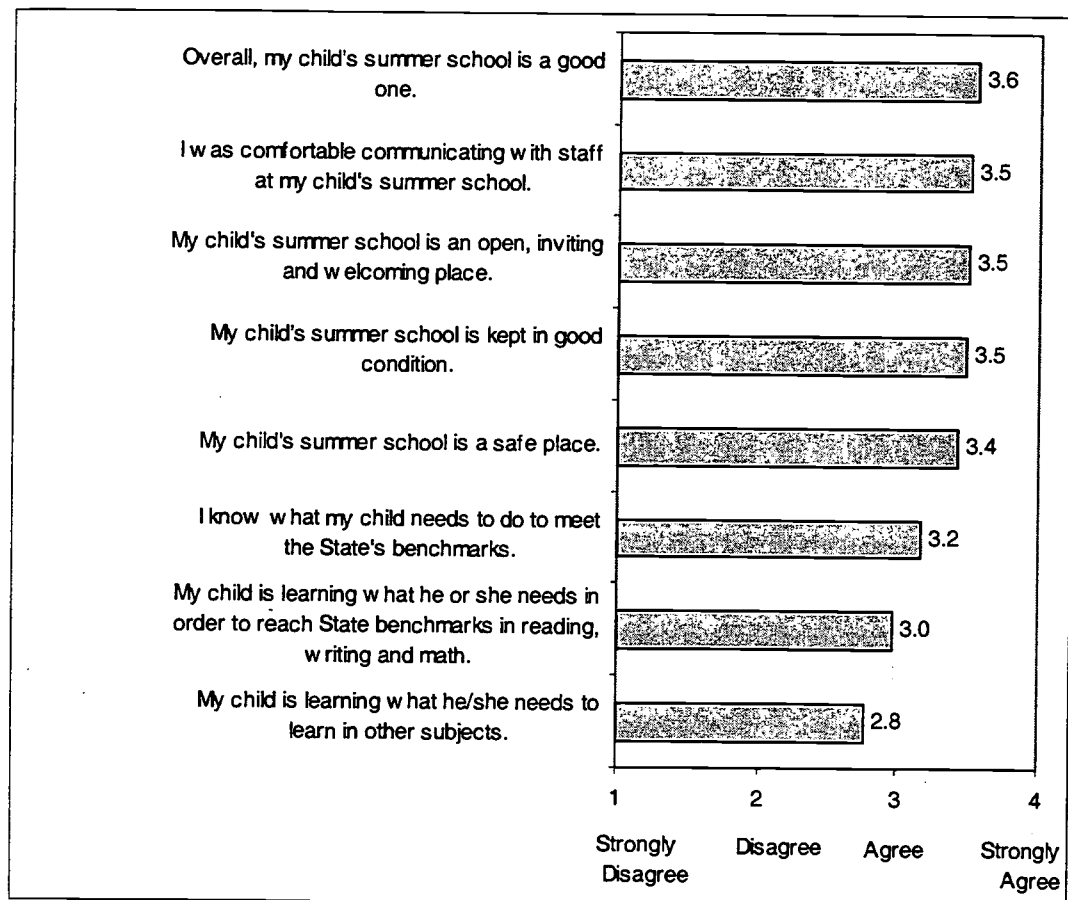 Overall, my child's summer school is a good
one.
3.6
I was comfortable communicating with staff
at my child's summer school.
3.5
My child's summer school is an open, inviting
and welcoming place.
3.5
My child's summer school is kept in good
condition.
3.5
My child's summer school is a safe place.
3.4
I know what my child needs to do to meet
the State's benchmarks.
3.2
My child is learning what he or she needs in
order to reach State benchmarks in reading,
writing and math.
3.0
My child is learning what he/she needs to
learn in other subjects.
2.8
1 2 3 4
Strongly Disagree Agree Strongly
Disagree Agree